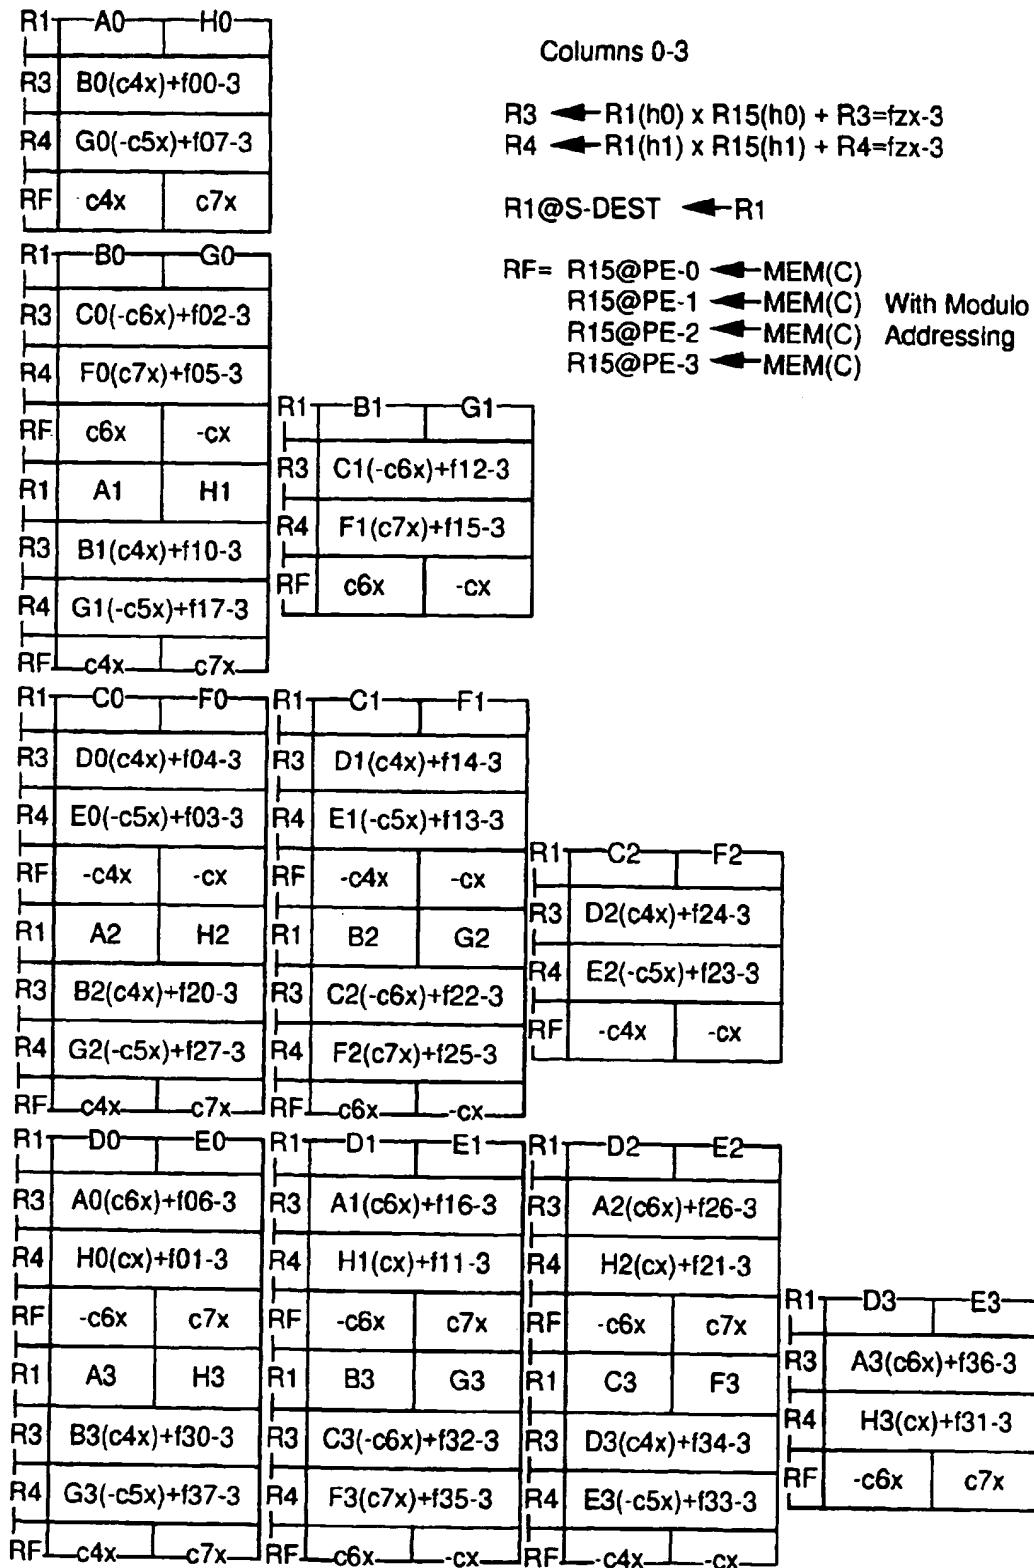 R1 A0 H0
R3 B0(c4x)+f00-3
R4 G0(-c5x)+f07-3
RF c4x c7x
Columns 0-3
R3 ◄ R1(h0) x R15(h0) + R3=fzx-3
R4 ◄ R1(h1) x R15(h1) + R4=fzx-3
R1@S-DEST ◄ R1
RF= R15@PE-0 ◄ MEM(C)
R15@PE-1 ◄ MEM(C) With Modulo
R15@PE-2 ◄ MEM(C) Addressing
R15@PE-3 ◄ MEM(C)
R1 B0 G0
R3 C0(-c6x)+f02-3
R4 F0(c7x)+f05-3
RF c6x -cx
R1 A1 H1
R3 B1(c4x)+f10-3
R4 G1(-c5x)+f17-3
RF c4x c7x
R1 B1 G1
R3 C1(-c6x)+f12-3
R4 F1(c7x)+f15-3
RF c6x -cx
R1 C0 F0
R3 D0(c4x)+f04-3
R4 E0(-c5x)+f03-3
RF -c4x -cx
R1 A2 H2
R3 B2(c4x)+f20-3
R4 G2(-c5x)+f27-3
RF c4x c7x
R1 C1 F1
R3 D1(c4x)+f14-3
R4 E1(-c5x)+f13-3
RF -c4x -cx
R1 B2 G2
R3 C2(-c6x)+f22-3
R4 F2(c7x)+f25-3
RF c6x -cx
R1 C2 F2
R3 D2(c4x)+f24-3
R4 E2(-c5x)+f23-3
RF -c4x -cx
R1 D0 E0
R3 A0(c6x)+f06-3
R4 H0(cx)+f01-3
RF -c6x c7x
R1 A3 H3
R3 B3(c4x)+f30-3
R4 G3(-c5x)+f37-3
RF c4x c7x
R1 D1 E1
R3 A1(c6x)+f16-3
R4 H1(cx)+f11-3
RF -c6x c7x
R1 B3 G3
R3 C3(-c6x)+f32-3
R4 F3(c7x)+f35-3
RF c6x -cx
R1 D2 E2
R3 A2(c6x)+f26-3
R4 H2(cx)+f21-3
RF -c6x c7x
R1 C3 F3
R3 D3(c4x)+f34-3
R4 E3(-c5x)+f33-3
RF -c4x -cx
R1 D3 E3
R3 A3(c6x)+f36-3
R4 H3(cx)+f31-3
RF -c6x c7x